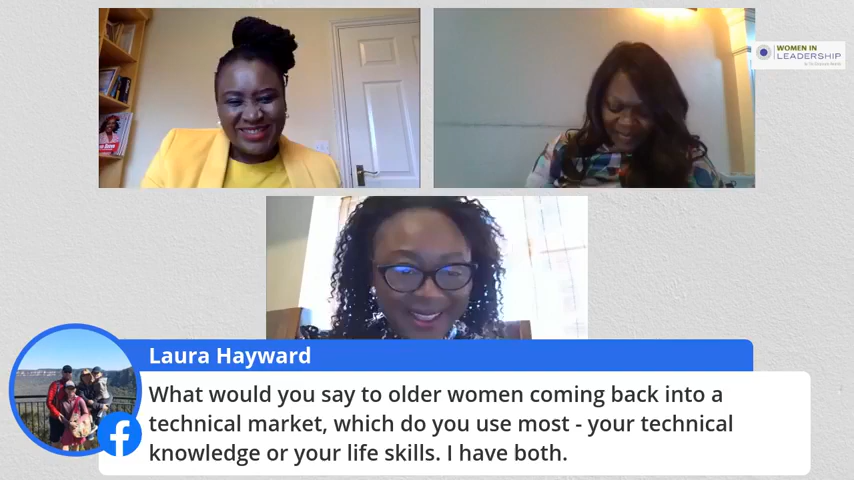 WOMEN IN
LEADERSHIP
Laura Hayward
What would you say to older women coming back into a
technical market, which do you use most - your technical
knowledge or your life skills. I have both.